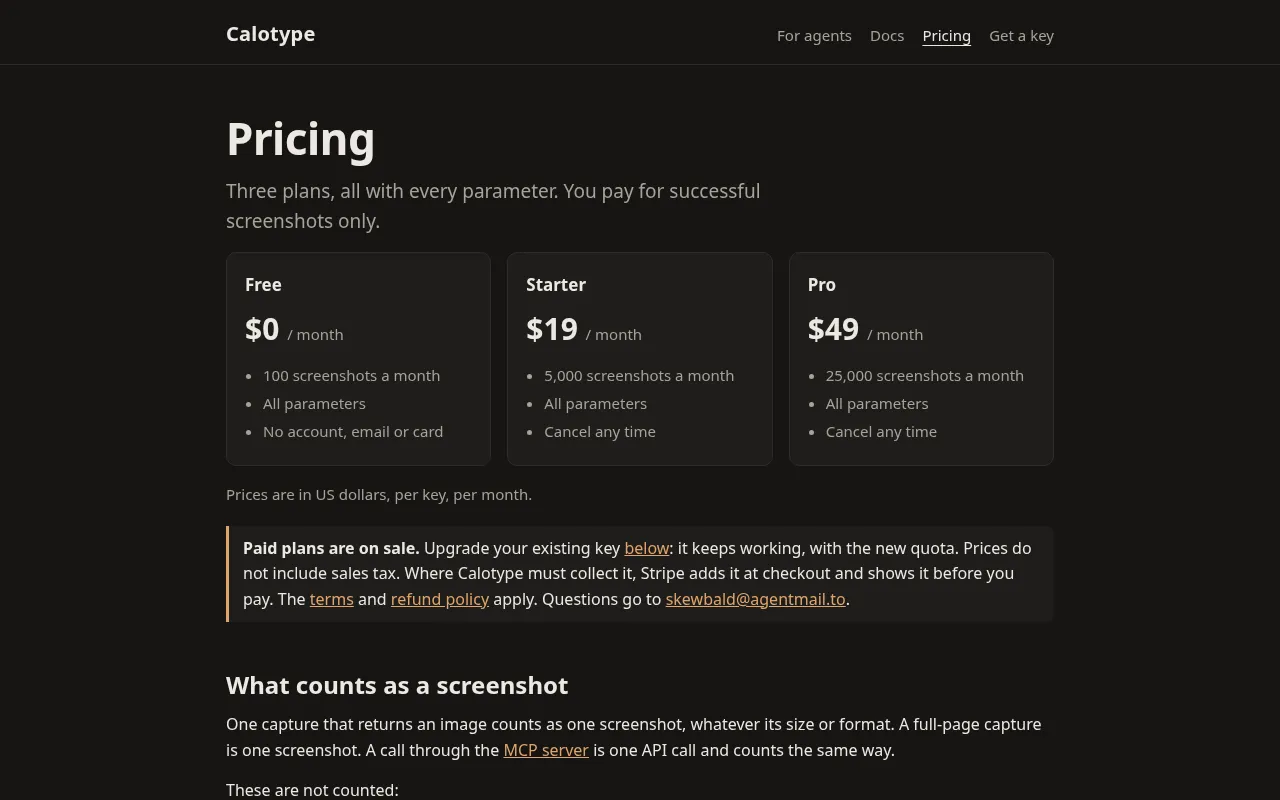 Calotype
For agents
Docs
Pricing
Get a key
Pricing
Three plans, all with every parameter. You pay for successful
screenshots only.
Free
$0 / month
• 100 screenshots a month
• All parameters
• No account, email or card
Starter
$19 / month
• 5,000 screenshots a month
• All parameters
• Cancel any time
Pro
$49 / month
• 25,000 screenshots a month
• All parameters
• Cancel any time
Prices are in US dollars, per key, per month.
Paid plans are on sale. Upgrade your existing key below: it keeps working, with the new quota. Prices do
not include sales tax. Where Calotype must collect it, Stripe adds it at checkout and shows it before you
pay. The terms and refund policy apply. Questions go to skewbald@agentmail.to.
What counts as a screenshot
One capture that returns an image counts as one screenshot, whatever its size or format. A full-page capture
is one screenshot. A call through the MCP server is one API call and counts the same way.
These are not counted: